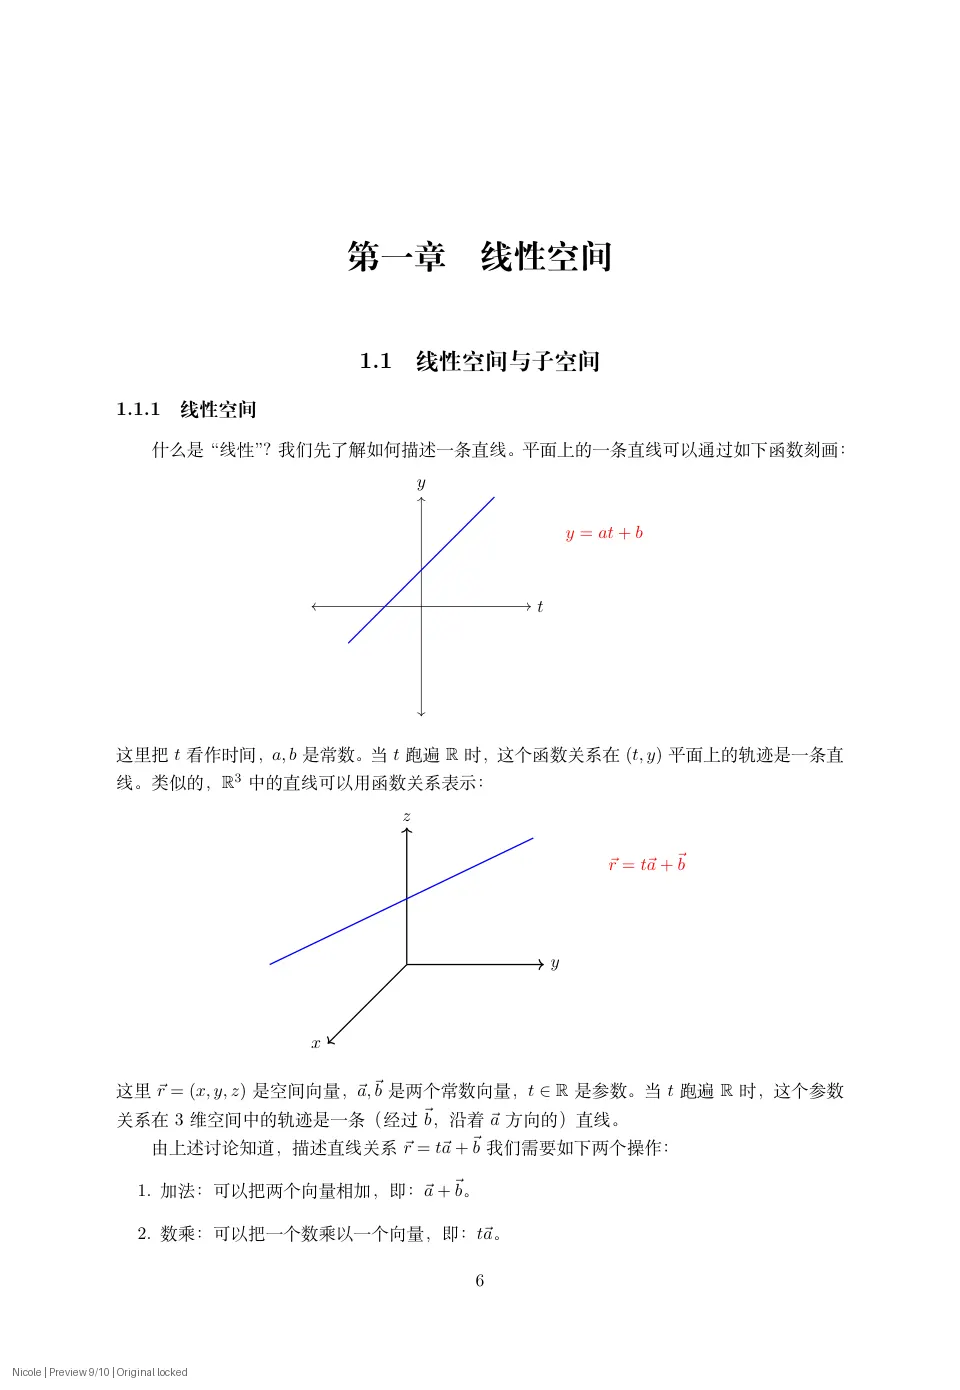 第一章 线性空间
1.1 线性空间与子空间
1.1.1 线性空间
什么是 “线性”？我们先了解如何描述一条直线。平面上的一条直线可以通过如下函数刻画：
y
y = at + b
t
这里把 t 看作时间，a, b 是常数。当 t 跑遍 ℝ 时，这个函数关系在 (t, y) 平面上的轨迹是一条直
线。类似的，ℝ³ 中的直线可以用函数关系表示：
z
r⃗ = ta⃗ + b⃗
y
x
这里 r⃗ = (x, y, z) 是空间向量，a⃗, b⃗ 是两个常数向量，t ∈ ℝ 是参数。当 t 跑遍 ℝ 时，这个参数
关系在 3 维空间中的轨迹是一条（经过 b⃗，沿着 a⃗ 方向的）直线。
由上述讨论知道，描述直线关系 r⃗ = ta⃗ + b⃗ 我们需要如下两个操作：
1. 加法：可以把两个向量相加，即：a⃗ + b⃗。
2. 数乘：可以把一个数乘以一个向量，即：ta⃗。
6
Nicole | Preview 9/10 | Original locked